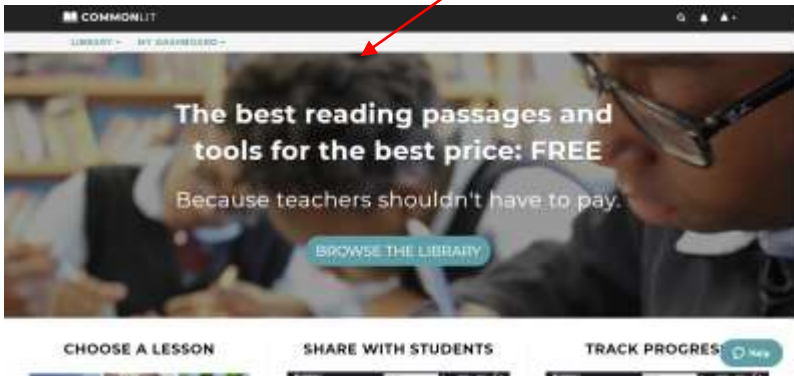 COMMONLIT
LIBRARY MY DASHBOARD
The best reading passages and
tools for the best price: FREE
Because teachers shouldn't have to pay.
BROWSE THE LIBRARY
CHOOSE A LESSON
SHARE WITH STUDENTS
TRACK PROGRES
Help